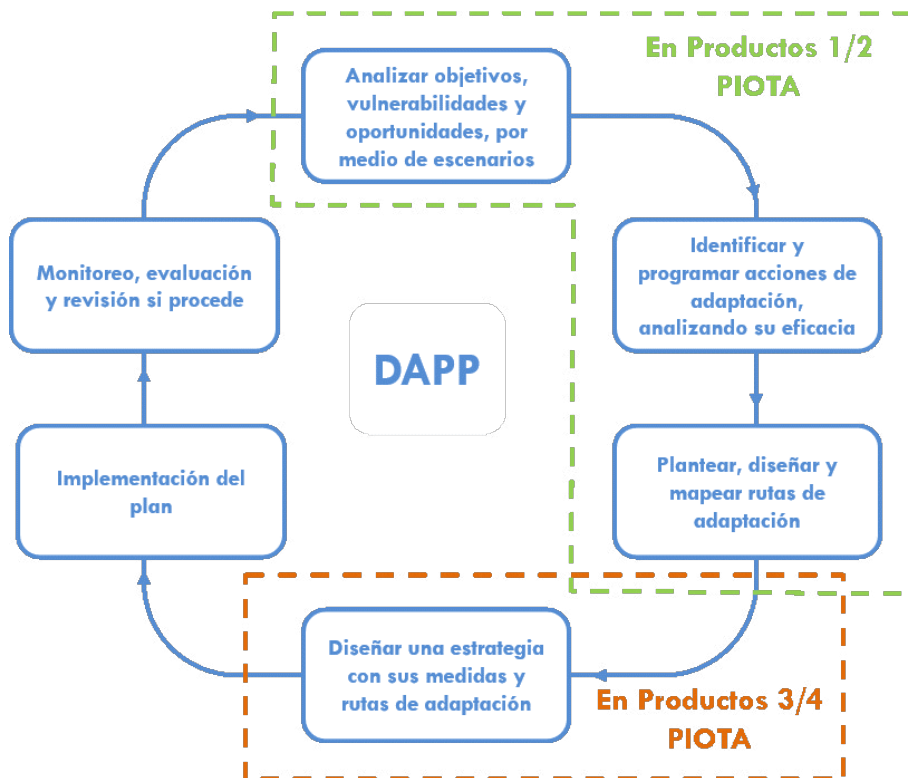 En Productos 1/2
PIOTA
Analizar objetivos,
vulnerabilidades y
oportunidades, por
medio de escenarios
Identificar y
programar acciones de
adaptación,
analizando su eficacia
Plantear, diseñar y
mapear rutas de
adaptación
Diseñar una estrategia
con sus medidas y
rutas de adaptación
En Productos 3/4
PIOTA
Implementación del
plan
Monitoreo, evaluación
y revisión si procede
DAPP